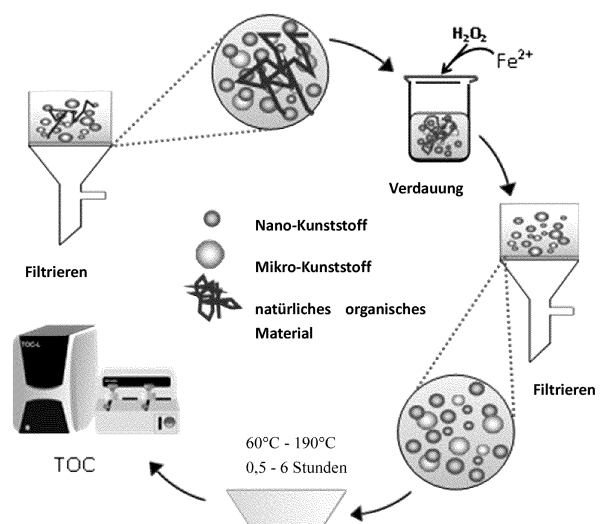 H₂O₂
Fe²⁺
Verdauung
Filtrieren
Nano-Kunststoff
Mikro-Kunststoff
natürliches organisches
Material
Filtrieren
TOC-L
TOC
60°C - 190°C
0,5 - 6 Stunden